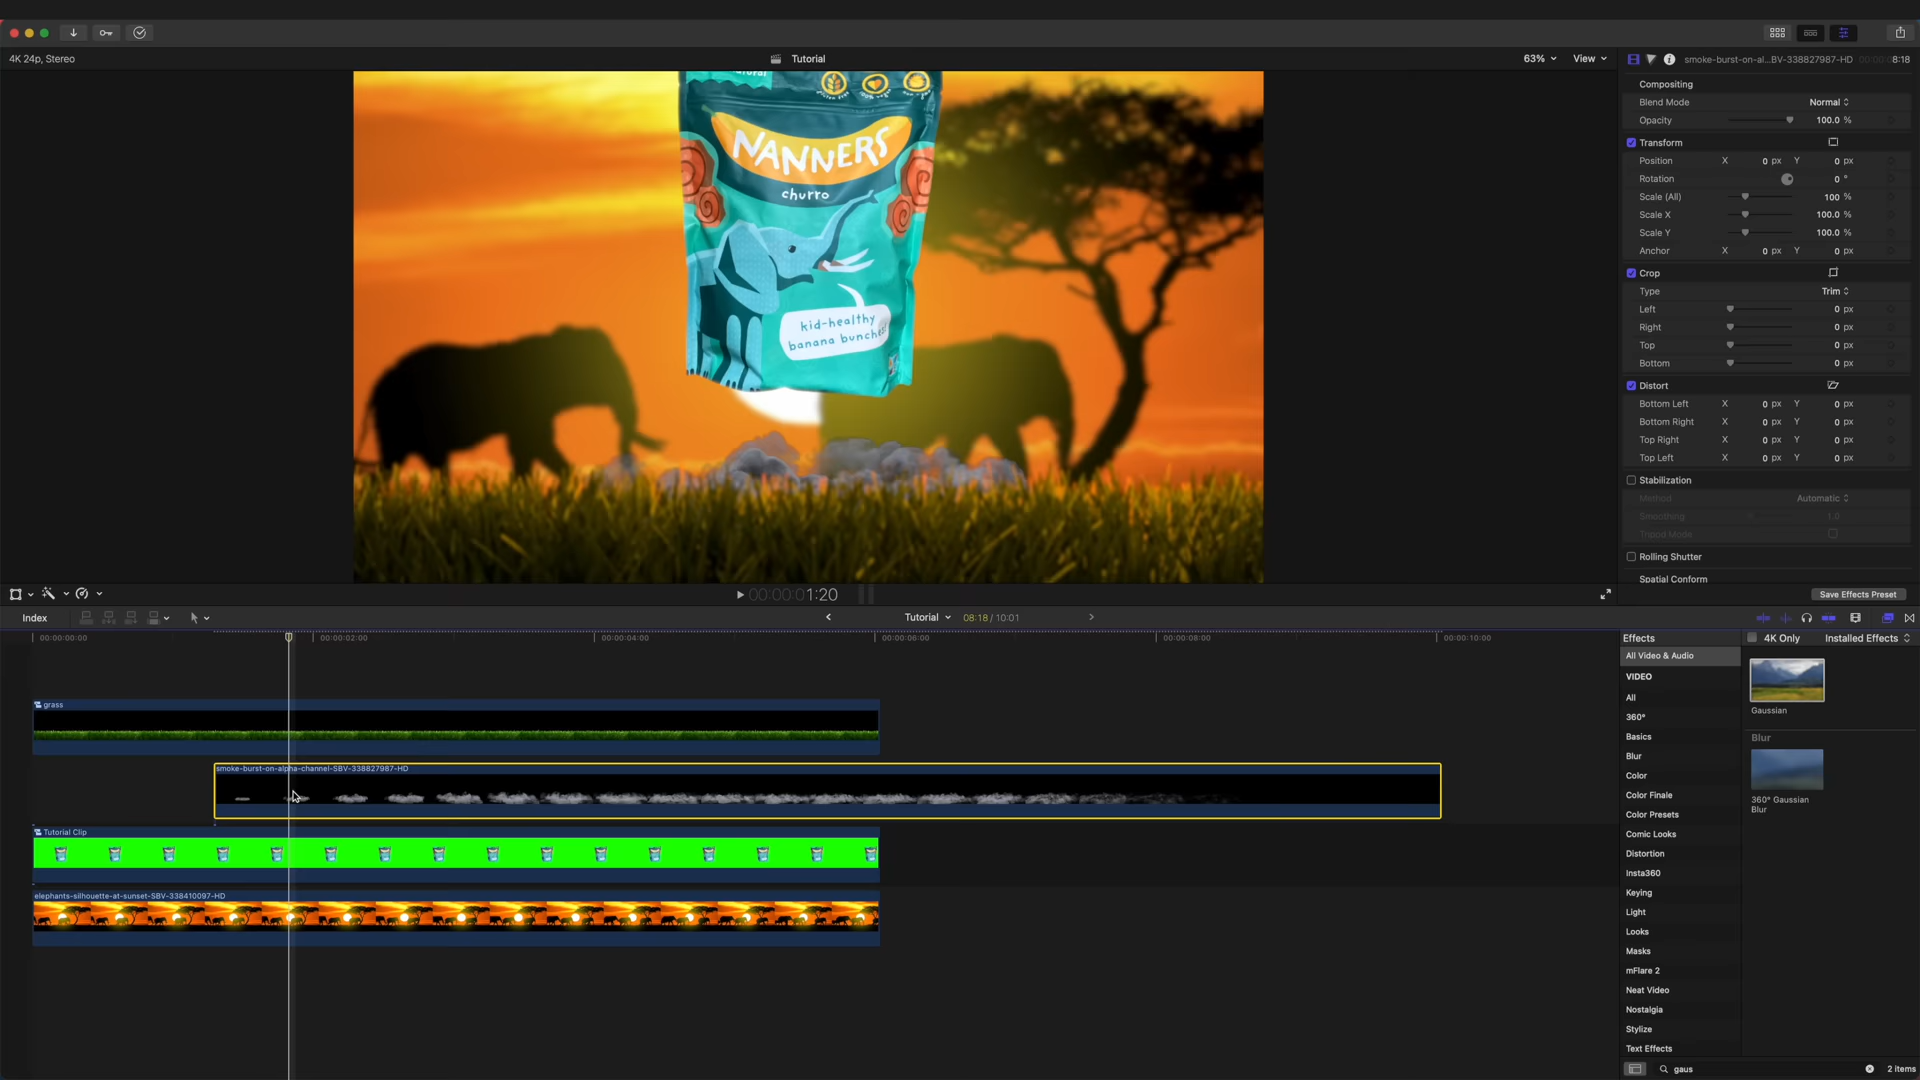 4K 24p, Stereo
Tutorial
63%
View
smoke-burst-on-al...BV-338827987-HD
8:18
natural
NANNERS
churro
kid-healthy
banana bunches
Compositing
Blend Mode
Normal
Opacity
100.0 %
Transform
Position X 0 px Y 0 px
Rotation 0 °
Scale (All) 100 %
Scale X 100.0 %
Scale Y 100.0 %
Anchor X 0 px Y 0 px
Crop
Type Trim
Left 0 px
Right 0 px
Top 0 px
Bottom 0 px
Distort
Bottom Left X 0 px Y 0 px
Bottom Right X 0 px Y 0 px
Top Right X 0 px Y 0 px
Top Left X 0 px Y 0 px
Stabilization
Method Automatic
Smoothing 1.0
Tripod Mode
Rolling Shutter
Spatial Conform
Save Effects Preset
00:00:01:20
Index
Tutorial
08:18 / 10:01
00:00:00:00
00:00:02:00
00:00:04:00
00:00:06:00
00:00:08:00
00:00:10:00
grass
smoke-burst-on-alpha-channel-SBV-338827987-HD
Tutorial Clip
elephants-silhouette-at-sunset-SBV-338410097-HD
Effects
4K Only
Installed Effects
All Video & Audio
VIDEO
All
360°
Basics
Blur
Color
Color Finale
Color Presets
Comic Looks
Distortion
Insta360
Keying
Light
Looks
Masks
mFlare 2
Neat Video
Nostalgia
Stylize
Text Effects
Gaussian
Blur
360° Gaussian
Blur
gaus
2 items